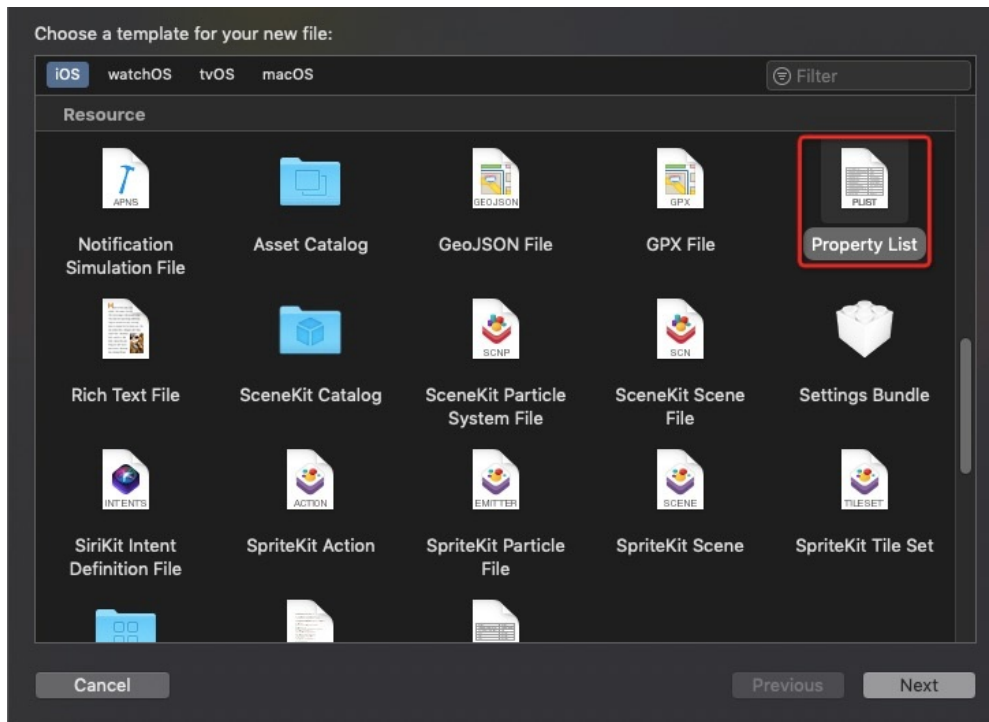 Choose a template for your new file:
iOS watchOS tvOS macOS Filter
Resource
APNS GEOJSON GPX PLIST
Notification Simulation File
Asset Catalog
GeoJSON File
GPX File
Property List
SCNP SCN
Rich Text File
SceneKit Catalog
SceneKit Particle System File
SceneKit Scene File
Settings Bundle
INTENTS ACTION EMITTER SCENE TILESET
SiriKit Intent Definition File
SpriteKit Action
SpriteKit Particle File
SpriteKit Scene
SpriteKit Tile Set
Cancel Previous Next